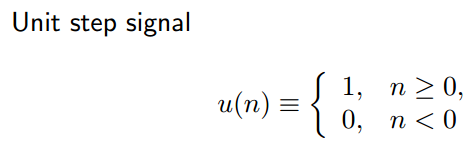 Unit step signal
u(n) ≡ { 1, n ≥ 0,
0, n < 0